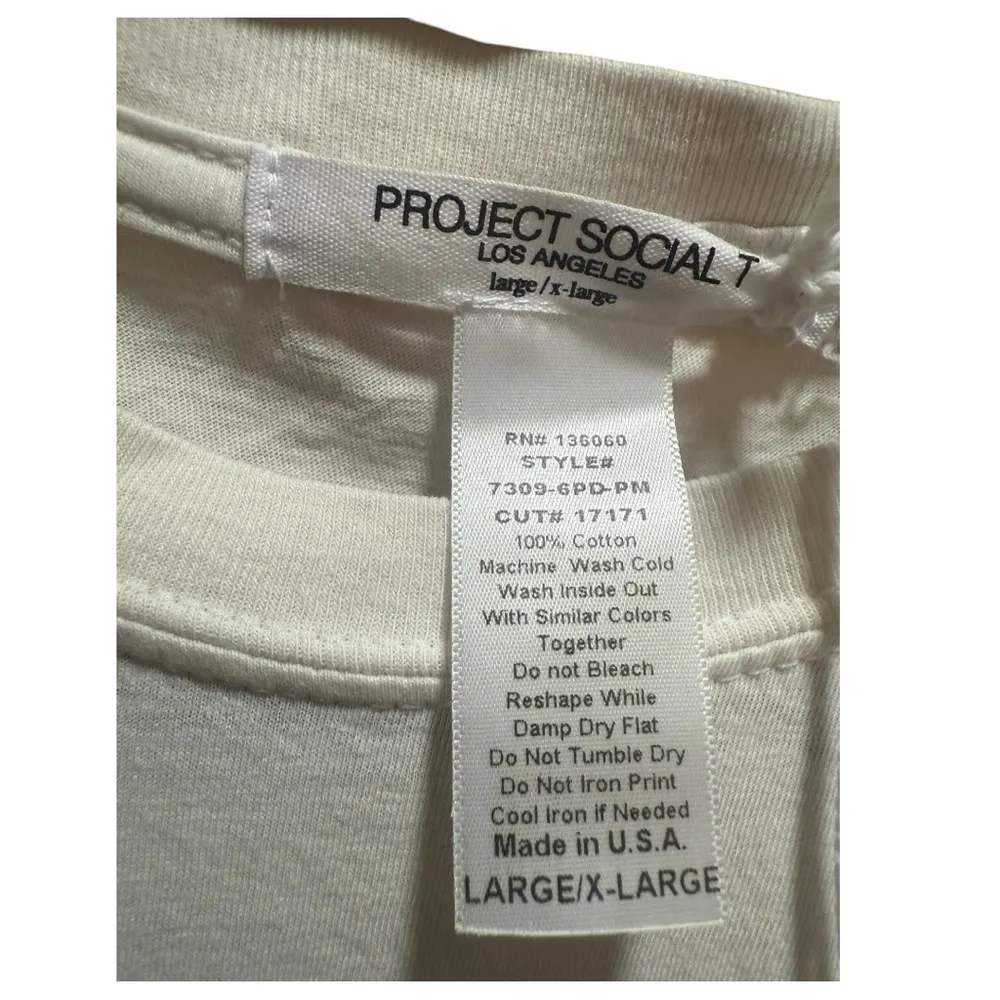 PROJECT SOCIAL T
LOS ANGELES
large/x-large
RN# 136060
STYLE#
7309-6PD-PM
CUT# 17171
100% Cotton
Machine Wash Cold
Wash Inside Out
With Similar Colors
Together
Do not Bleach
Reshape While
Damp Dry Flat
Do Not Tumble Dry
Do Not Iron Print
Cool Iron if Needed
Made in U.S.A.
LARGE/X-LARGE